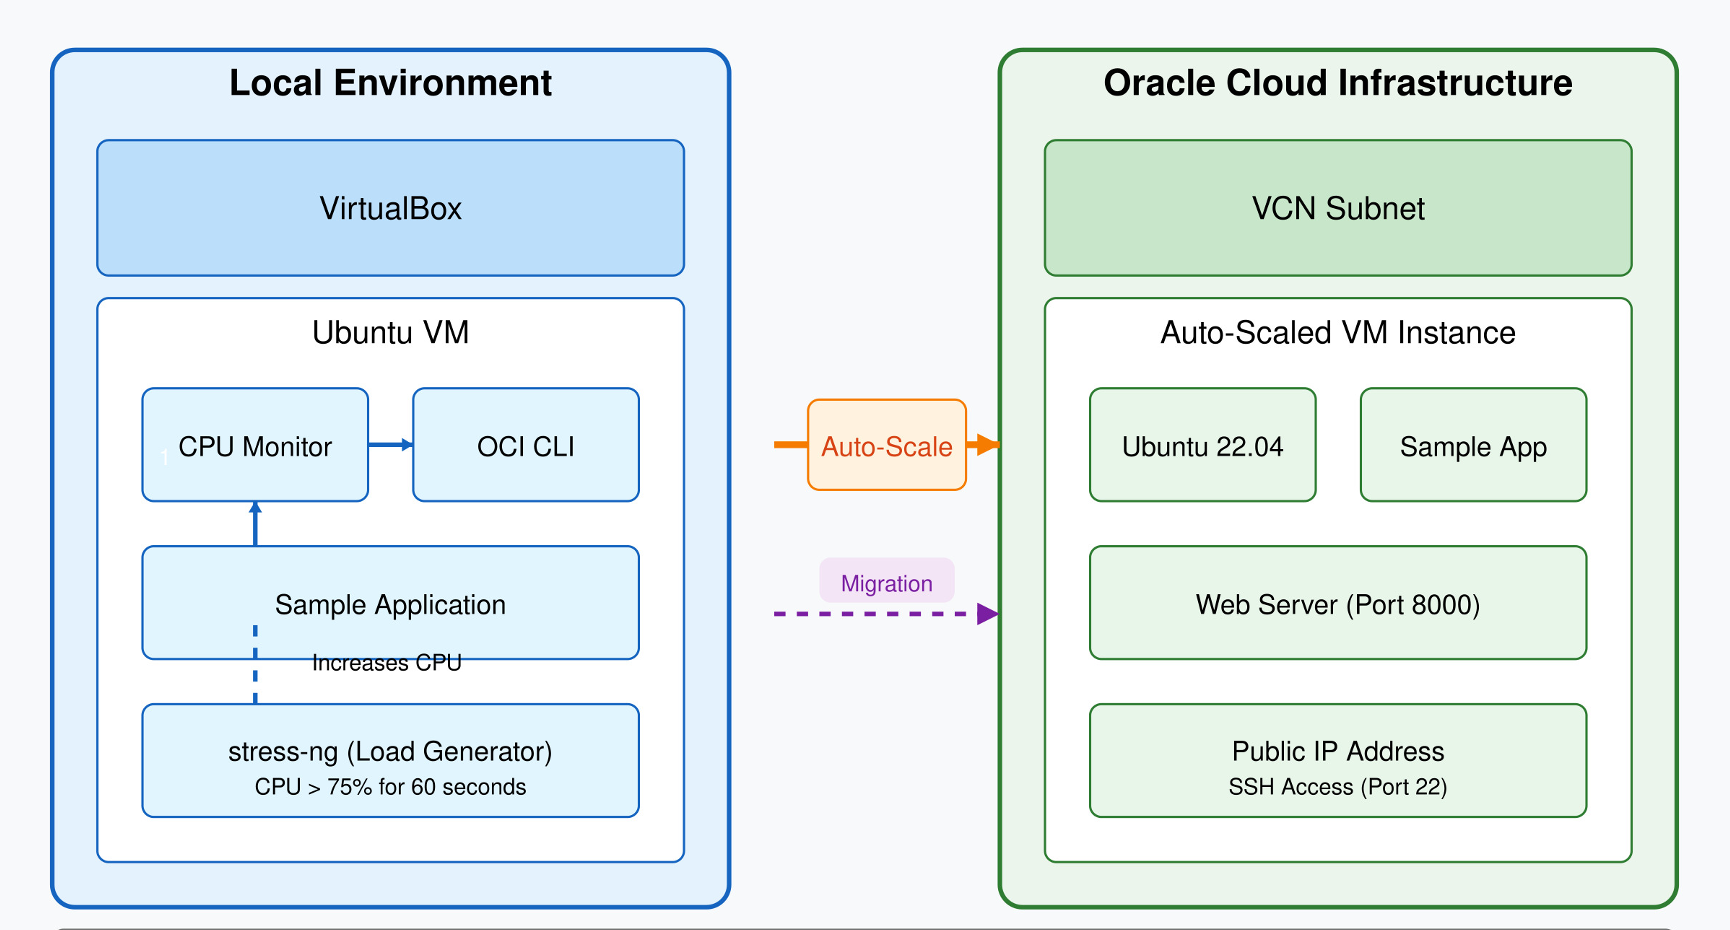 Local Environment
VirtualBox
Ubuntu VM
1
CPU Monitor
OCI CLI
Sample Application
Increases CPU
stress-ng (Load Generator)
CPU > 75% for 60 seconds
Auto-Scale
Migration
Oracle Cloud Infrastructure
VCN Subnet
Auto-Scaled VM Instance
Ubuntu 22.04
Sample App
Web Server (Port 8000)
Public IP Address
SSH Access (Port 22)